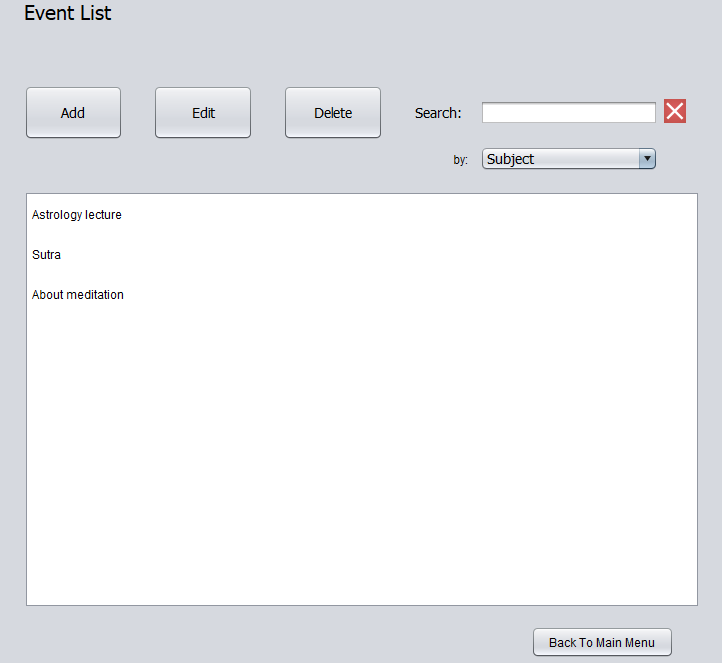 Event List
Add Edit Delete Search:
by: Subject
Astrology lecture
Sutra
About meditation
Back To Main Menu